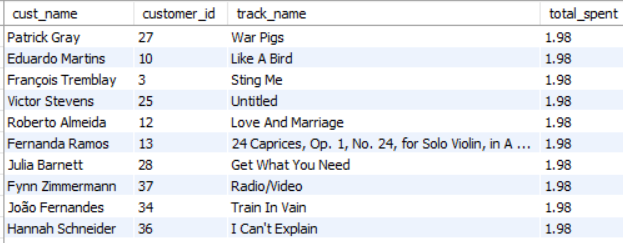 cust_name customer_id track_name total_spent
Patrick Gray 27 War Pigs 1.98
Eduardo Martins 10 Like A Bird 1.98
François Tremblay 3 Sting Me 1.98
Victor Stevens 25 Untitled 1.98
Roberto Almeida 12 Love And Marriage 1.98
Fernanda Ramos 13 24 Caprices, Op. 1, No. 24, for Solo Violin, in A ... 1.98
Julia Barnett 28 Get What You Need 1.98
Fynn Zimmermann 37 Radio/Video 1.98
João Fernandes 34 Train In Vain 1.98
Hannah Schneider 36 I Can't Explain 1.98